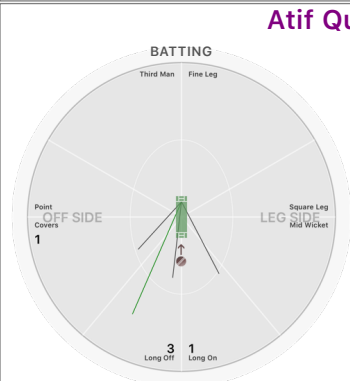 Atif Qu
BATTING
Third Man Fine Leg
Point Square Leg
OFF SIDE LEG SIDE
Covers Mid Wicket
1
3 1
Long Off Long On